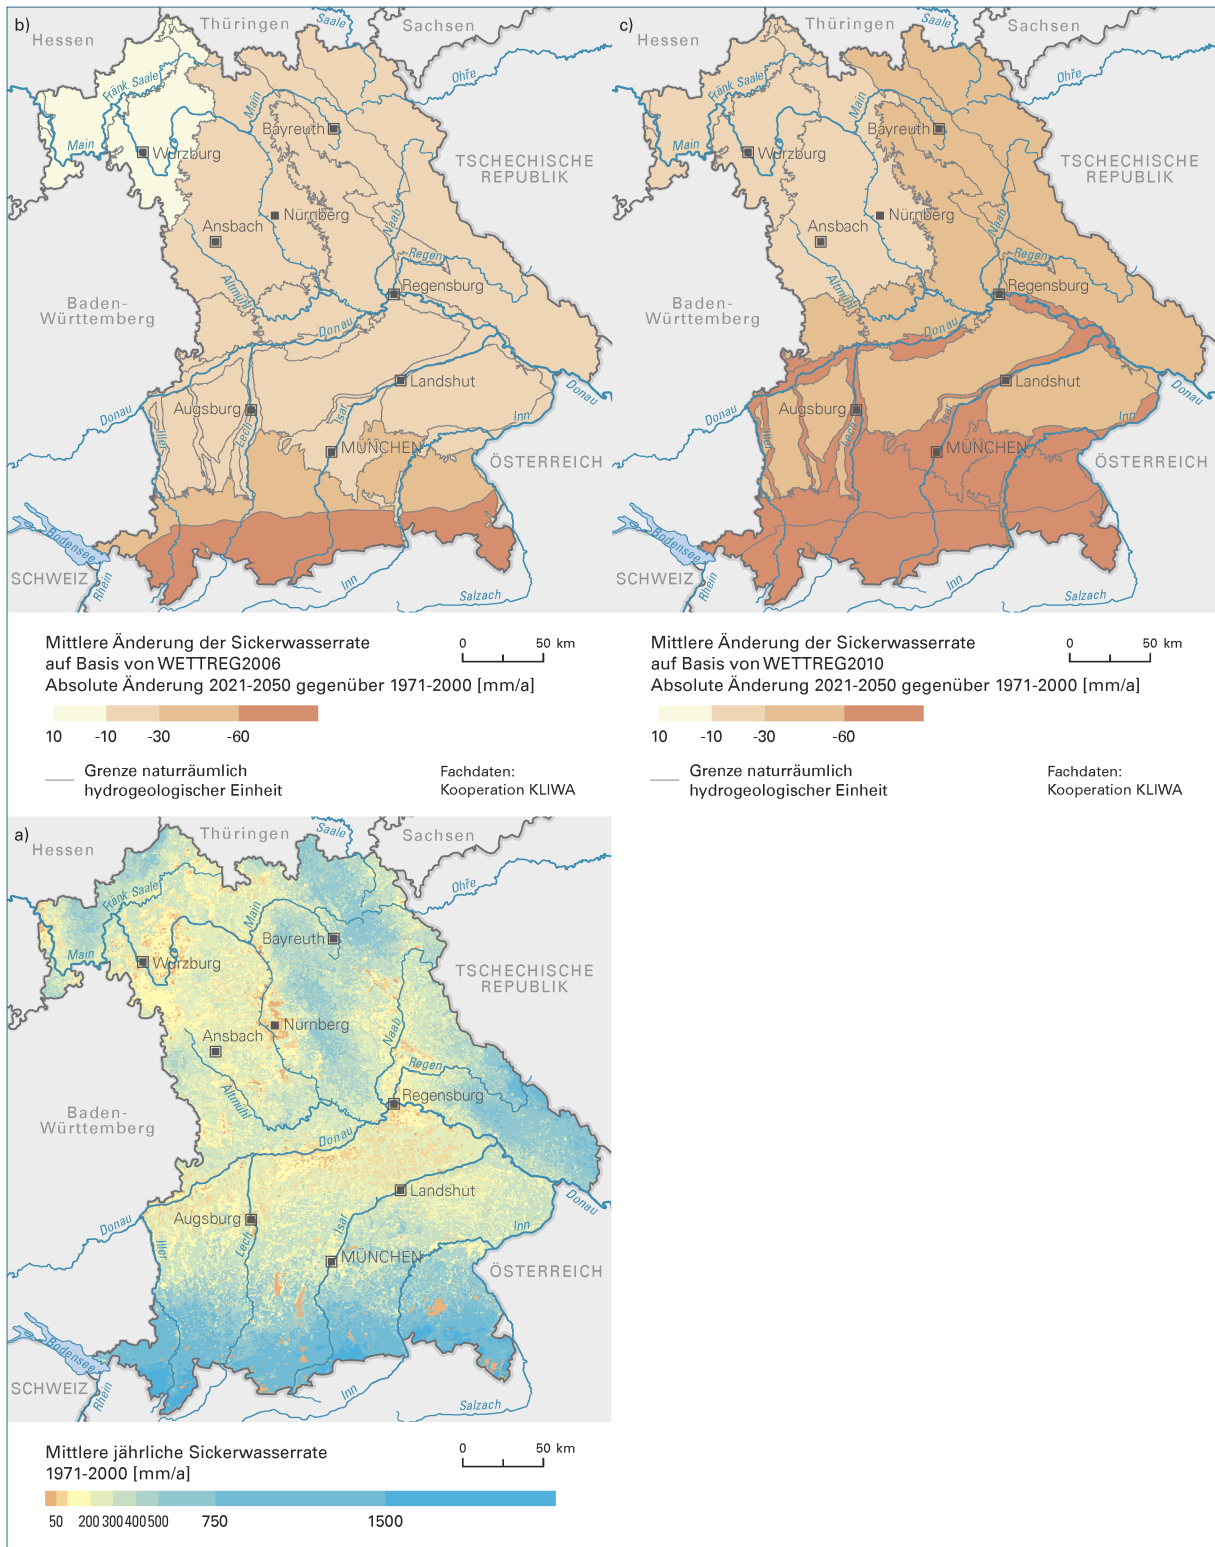 b)
Hessen
Thüringen
Saale
Sachsen
Fränk. Saale
Main
Ohře
Main
Bayreuth
Würzburg
TSCHECHISCHE
REPUBLIK
Nürnberg
Ansbach
Naab
Regen
Altmühl
Regensburg
Baden-
Württemberg
Donau
Landshut
Donau
Augsburg
Donau
Isar
Inn
Iller
Lech
MÜNCHEN
ÖSTERREICH
Bodensee
SCHWEIZ
Rhein
Inn
Salzach
Mittlere Änderung der Sickerwasserrate
auf Basis von WETTREG2006
Absolute Änderung 2021-2050 gegenüber 1971-2000 [mm/a]
0 50 km
10 -10 -30 -60
Grenze naturräumlich
hydrogeologischer Einheit
Fachdaten:
Kooperation KLIWA
c)
Hessen
Thüringen
Saale
Sachsen
Fränk. Saale
Main
Ohře
Main
Bayreuth
Würzburg
TSCHECHISCHE
REPUBLIK
Nürnberg
Ansbach
Naab
Regen
Altmühl
Regensburg
Baden-
Württemberg
Donau
Landshut
Donau
Augsburg
Donau
Isar
Inn
Iller
Lech
MÜNCHEN
ÖSTERREICH
Bodensee
SCHWEIZ
Rhein
Inn
Salzach
Mittlere Änderung der Sickerwasserrate
auf Basis von WETTREG2010
Absolute Änderung 2021-2050 gegenüber 1971-2000 [mm/a]
0 50 km
10 -10 -30 -60
Grenze naturräumlich
hydrogeologischer Einheit
Fachdaten:
Kooperation KLIWA
a)
Hessen
Thüringen
Saale
Sachsen
Fränk. Saale
Main
Ohře
Main
Bayreuth
Würzburg
TSCHECHISCHE
REPUBLIK
Nürnberg
Ansbach
Naab
Regen
Altmühl
Regensburg
Baden-
Württemberg
Donau
Landshut
Donau
Augsburg
Donau
Isar
Inn
Iller
Lech
MÜNCHEN
ÖSTERREICH
Bodensee
SCHWEIZ
Rhein
Inn
Salzach
Mittlere jährliche Sickerwasserrate
1971-2000 [mm/a]
0 50 km
50 200 300 400 500 750 1500